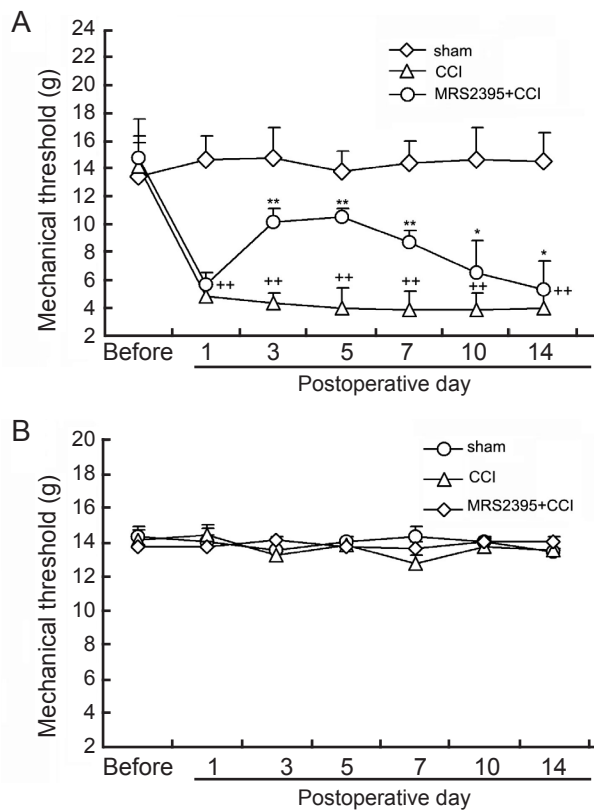 A
24
22
20
18
16
14
12
10
8
6
4
2
Mechanical threshold (g)
sham
CCI
MRS2395+CCI
** ** ** * *
++ ++ ++ ++ ++ ++
Before 1 3 5 7 10 14
Postoperative day
B
20
18
16
14
12
10
8
6
4
2
Mechanical threshold (g)
sham
CCI
MRS2395+CCI
Before 1 3 5 7 10 14
Postoperative day